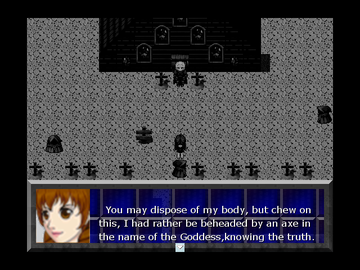 You may dispose of my body, but chew on
this, I had rather be beheaded by an axe in
the name of the Goddess,knowing the truth.